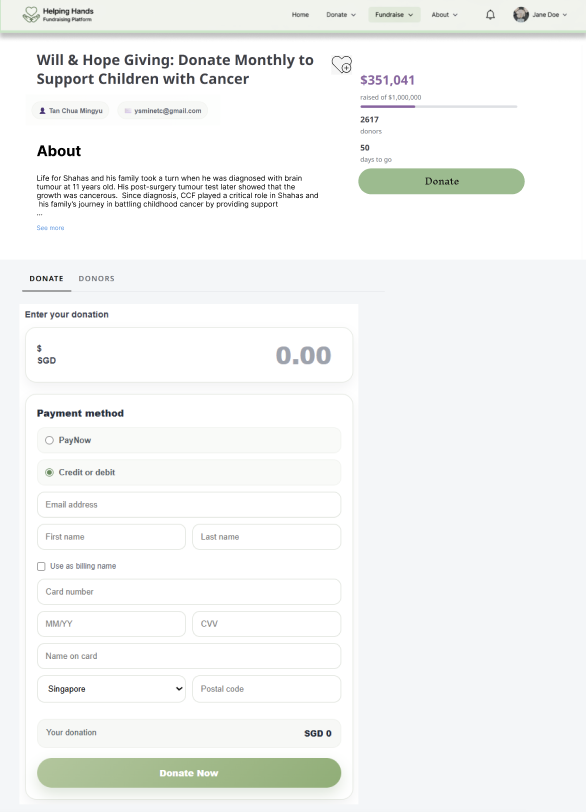 Helping Hands
Fundraising Platform
Home
Donate
Fundraise
About
Jane Doe
Will & Hope Giving: Donate Monthly to
Support Children with Cancer
Tan Chua Mingyu
ysminetc@gmail.com
$351,041
raised of $1,000,000
2617
donors
50
days to go
Donate
About
Life for Shahas and his family took a turn when he was diagnosed with brain
tumour at 11 years old. His post-surgery tumour test later showed that the
growth was cancerous. Since diagnosis, CCF played a critical role in Shahas and
his family's journey in battling childhood cancer by providing support
...
See more
DONATE
DONORS
Enter your donation
$
SGD
0.00
Payment method
PayNow
Credit or debit
Email address
First name
Last name
Use as billing name
Card number
MM/YY
CVV
Name on card
Singapore
Postal code
Your donation
SGD 0
Donate Now